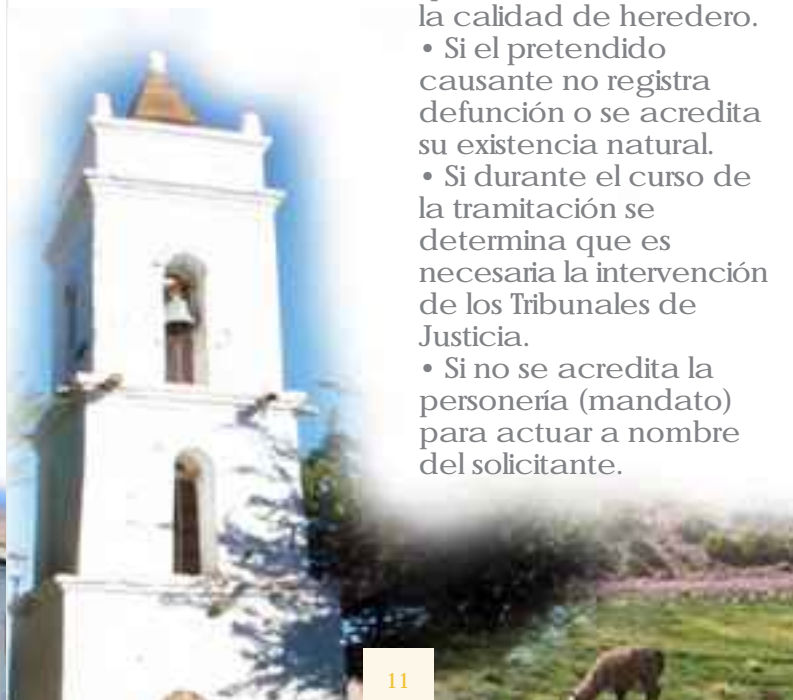 la calidad de heredero.
• Si el pretendido
causante no registra
defunción o se acredita
su existencia natural.
• Si durante el curso de
la tramitación se
determina que es
necesaria la intervención
de los Tribunales de
Justicia.
• Si no se acredita la
personería (mandato)
para actuar a nombre
del solicitante.
11